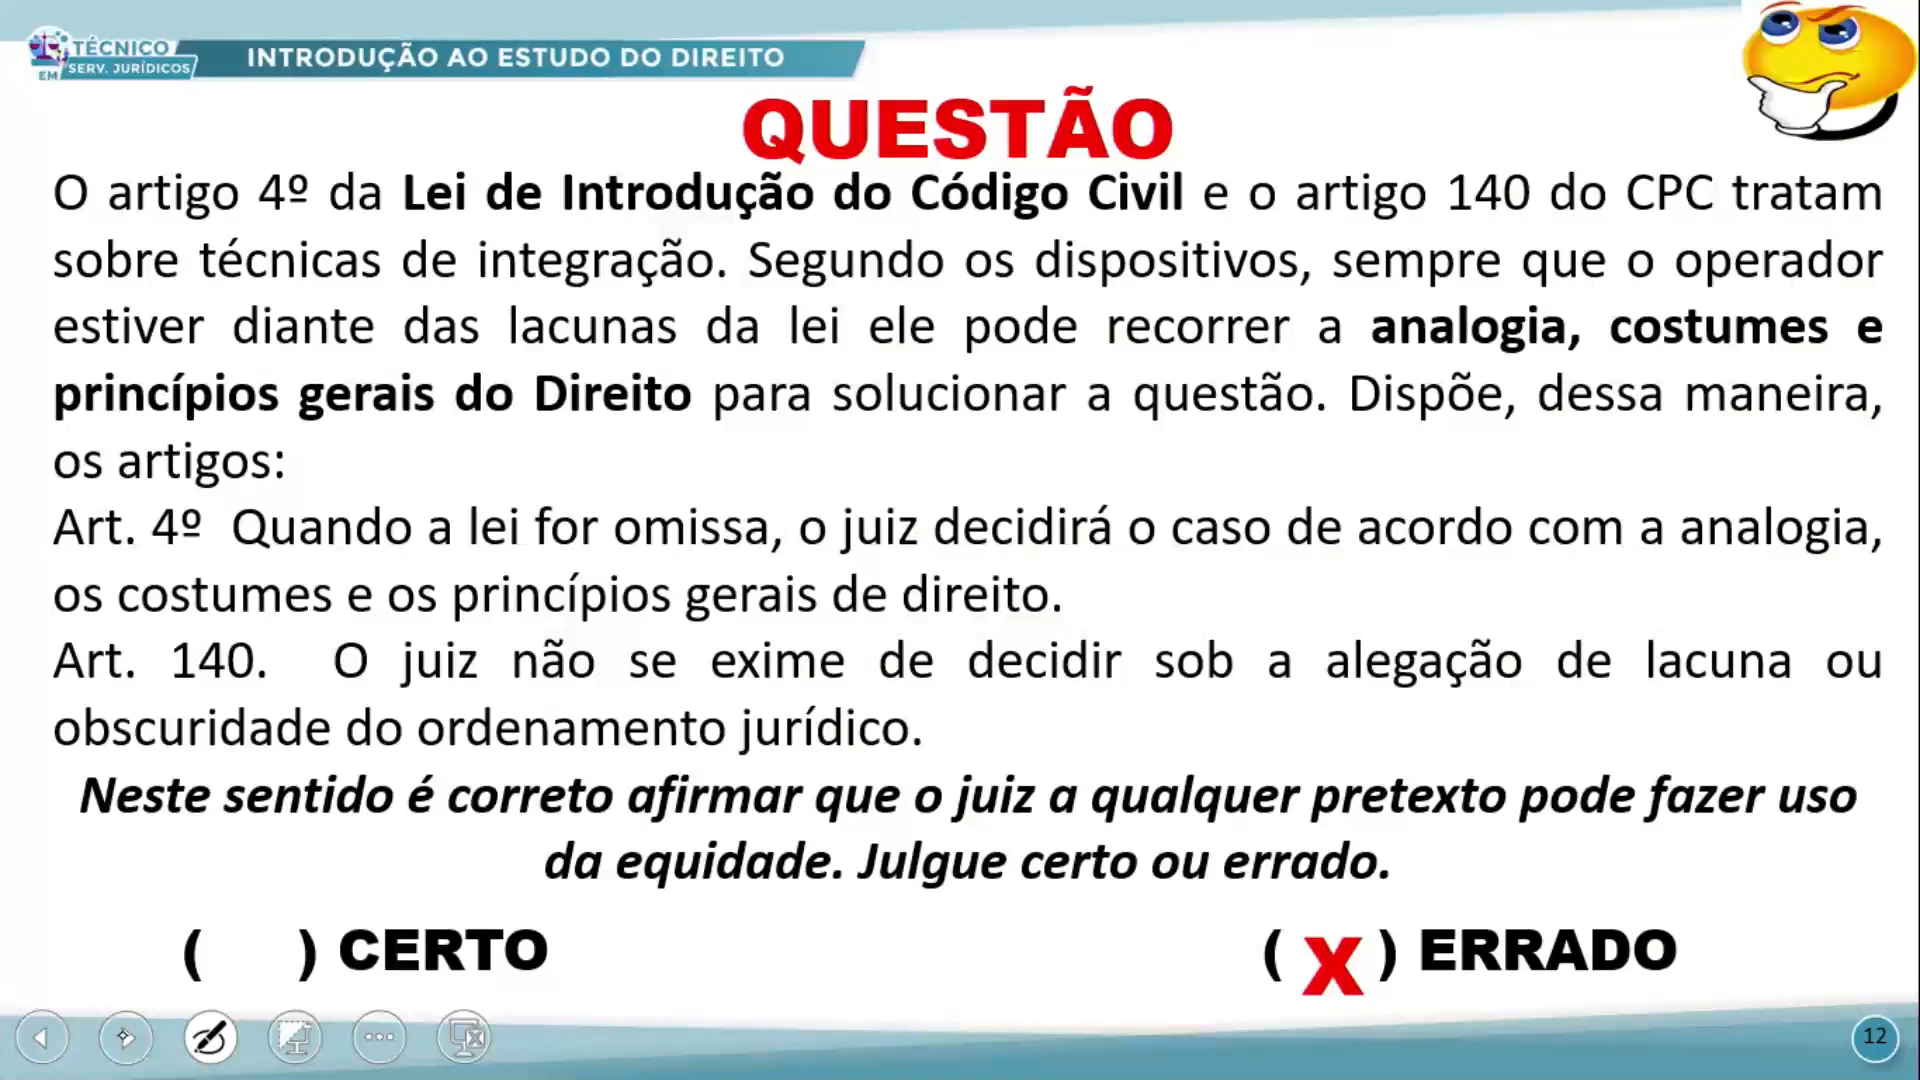 TÉCNICO
EM SERV. JURÍDICOS
INTRODUÇÃO AO ESTUDO DO DIREITO
QUESTÃO
O artigo 4º da Lei de Introdução do Código Civil e o artigo 140 do CPC tratam
sobre técnicas de integração. Segundo os dispositivos, sempre que o operador
estiver diante das lacunas da lei ele pode recorrer a analogia, costumes e
princípios gerais do Direito para solucionar a questão. Dispõe, dessa maneira,
os artigos:
Art. 4º Quando a lei for omissa, o juiz decidirá o caso de acordo com a analogia,
os costumes e os princípios gerais de direito.
Art. 140. O juiz não se exime de decidir sob a alegação de lacuna ou
obscuridade do ordenamento jurídico.
Neste sentido é correto afirmar que o juiz a qualquer pretexto pode fazer uso
da equidade. Julgue certo ou errado.
( ) CERTO
( X ) ERRADO
12